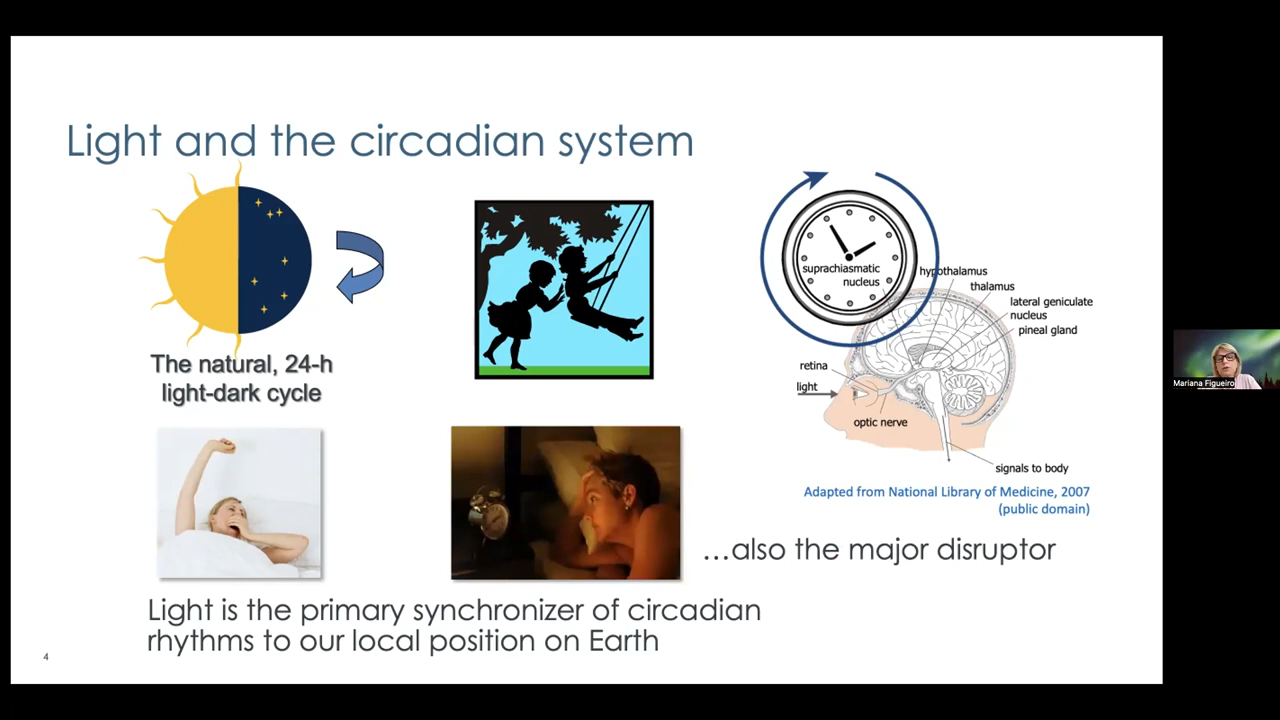 Light and the circadian system
The natural, 24-h
light-dark cycle
suprachiasmatic
nucleus
hypothalamus
thalamus
lateral geniculate
nucleus
pineal gland
retina
light
optic nerve
signals to body
Adapted from National Library of Medicine, 2007
(public domain)
…also the major disruptor
Light is the primary synchronizer of circadian
rhythms to our local position on Earth
4
Mariana Figueiro